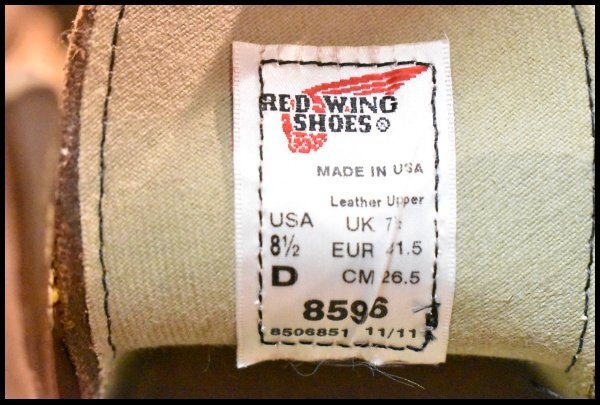 RED WING
SHOES®
MADE IN USA
Leather Upper
USA UK 7½
8½ EUR 41.5
D CM 26.5
8596
8506851 11/11